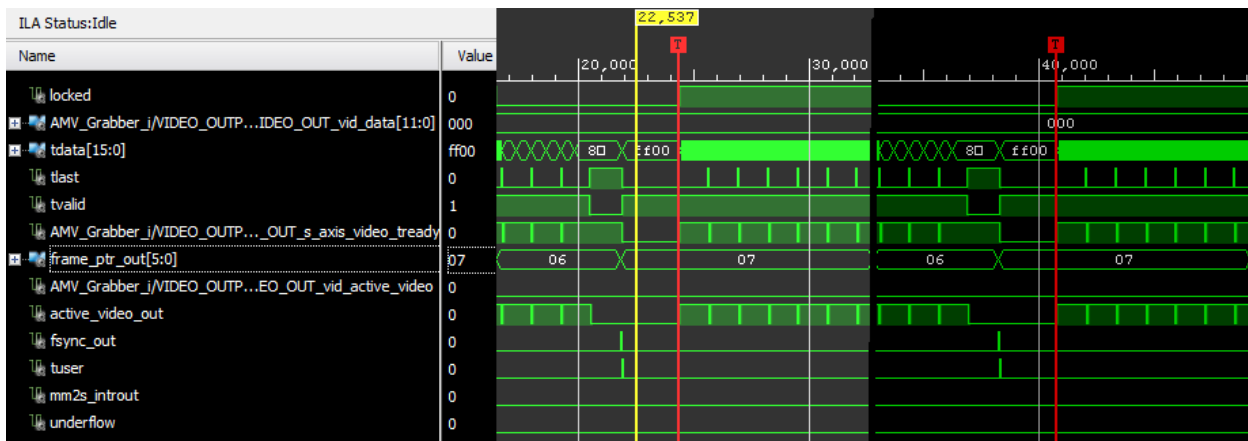 ILA Status:Idle
22,537
Name
Value
T
T
20,000
30,000
40,000
locked
0
AMV_Grabber_i/VIDEO_OUTP...IDEO_OUT_vid_data[11:0]
000
000
tdata[15:0]
ff00
8
ff00
8
ff00
tlast
0
tvalid
1
AMV_Grabber_i/VIDEO_OUTP..._OUT_s_axis_video_tready
0
frame_ptr_out[5:0]
07
06
07
06
07
AMV_Grabber_i/VIDEO_OUTP...EO_OUT_vid_active_video
0
active_video_out
0
fsync_out
0
tuser
0
mm2s_introut
0
underflow
0